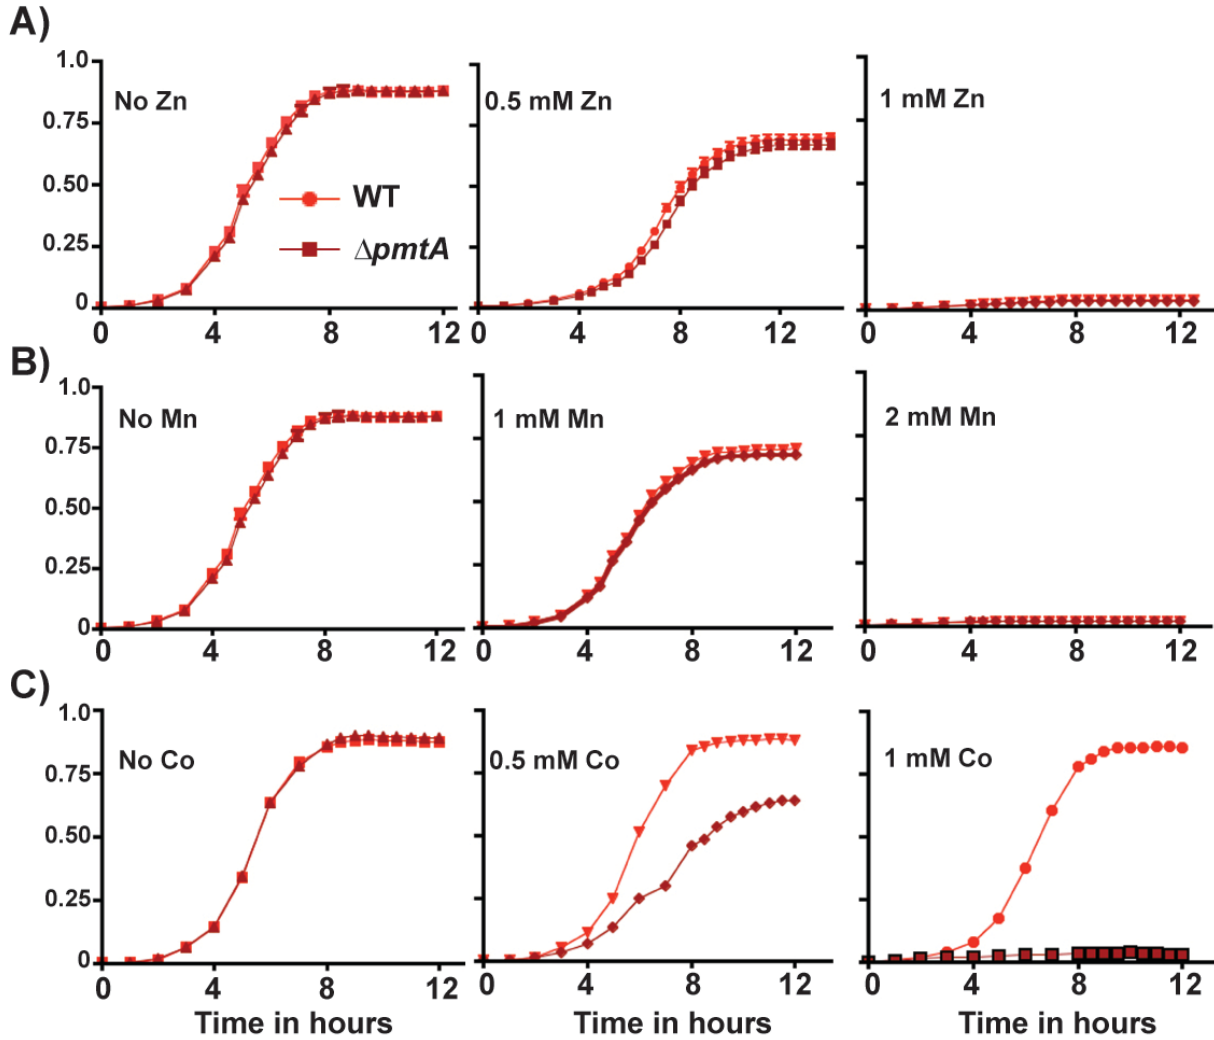 A)
1.0
0.75
0.50
0.25
0
No Zn
WT
ΔpmtA
0 4 8 12
0.5 mM Zn
0 4 8 12
1 mM Zn
0 4 8 12
B)
1.0
0.75
0.50
0.25
0
No Mn
0 4 8 12
1 mM Mn
0 4 8 12
2 mM Mn
0 4 8 12
C)
1.0
0.75
0.50
0.25
0
No Co
0 4 8 12
Time in hours
0.5 mM Co
0 4 8 12
Time in hours
1 mM Co
0 4 8 12
Time in hours